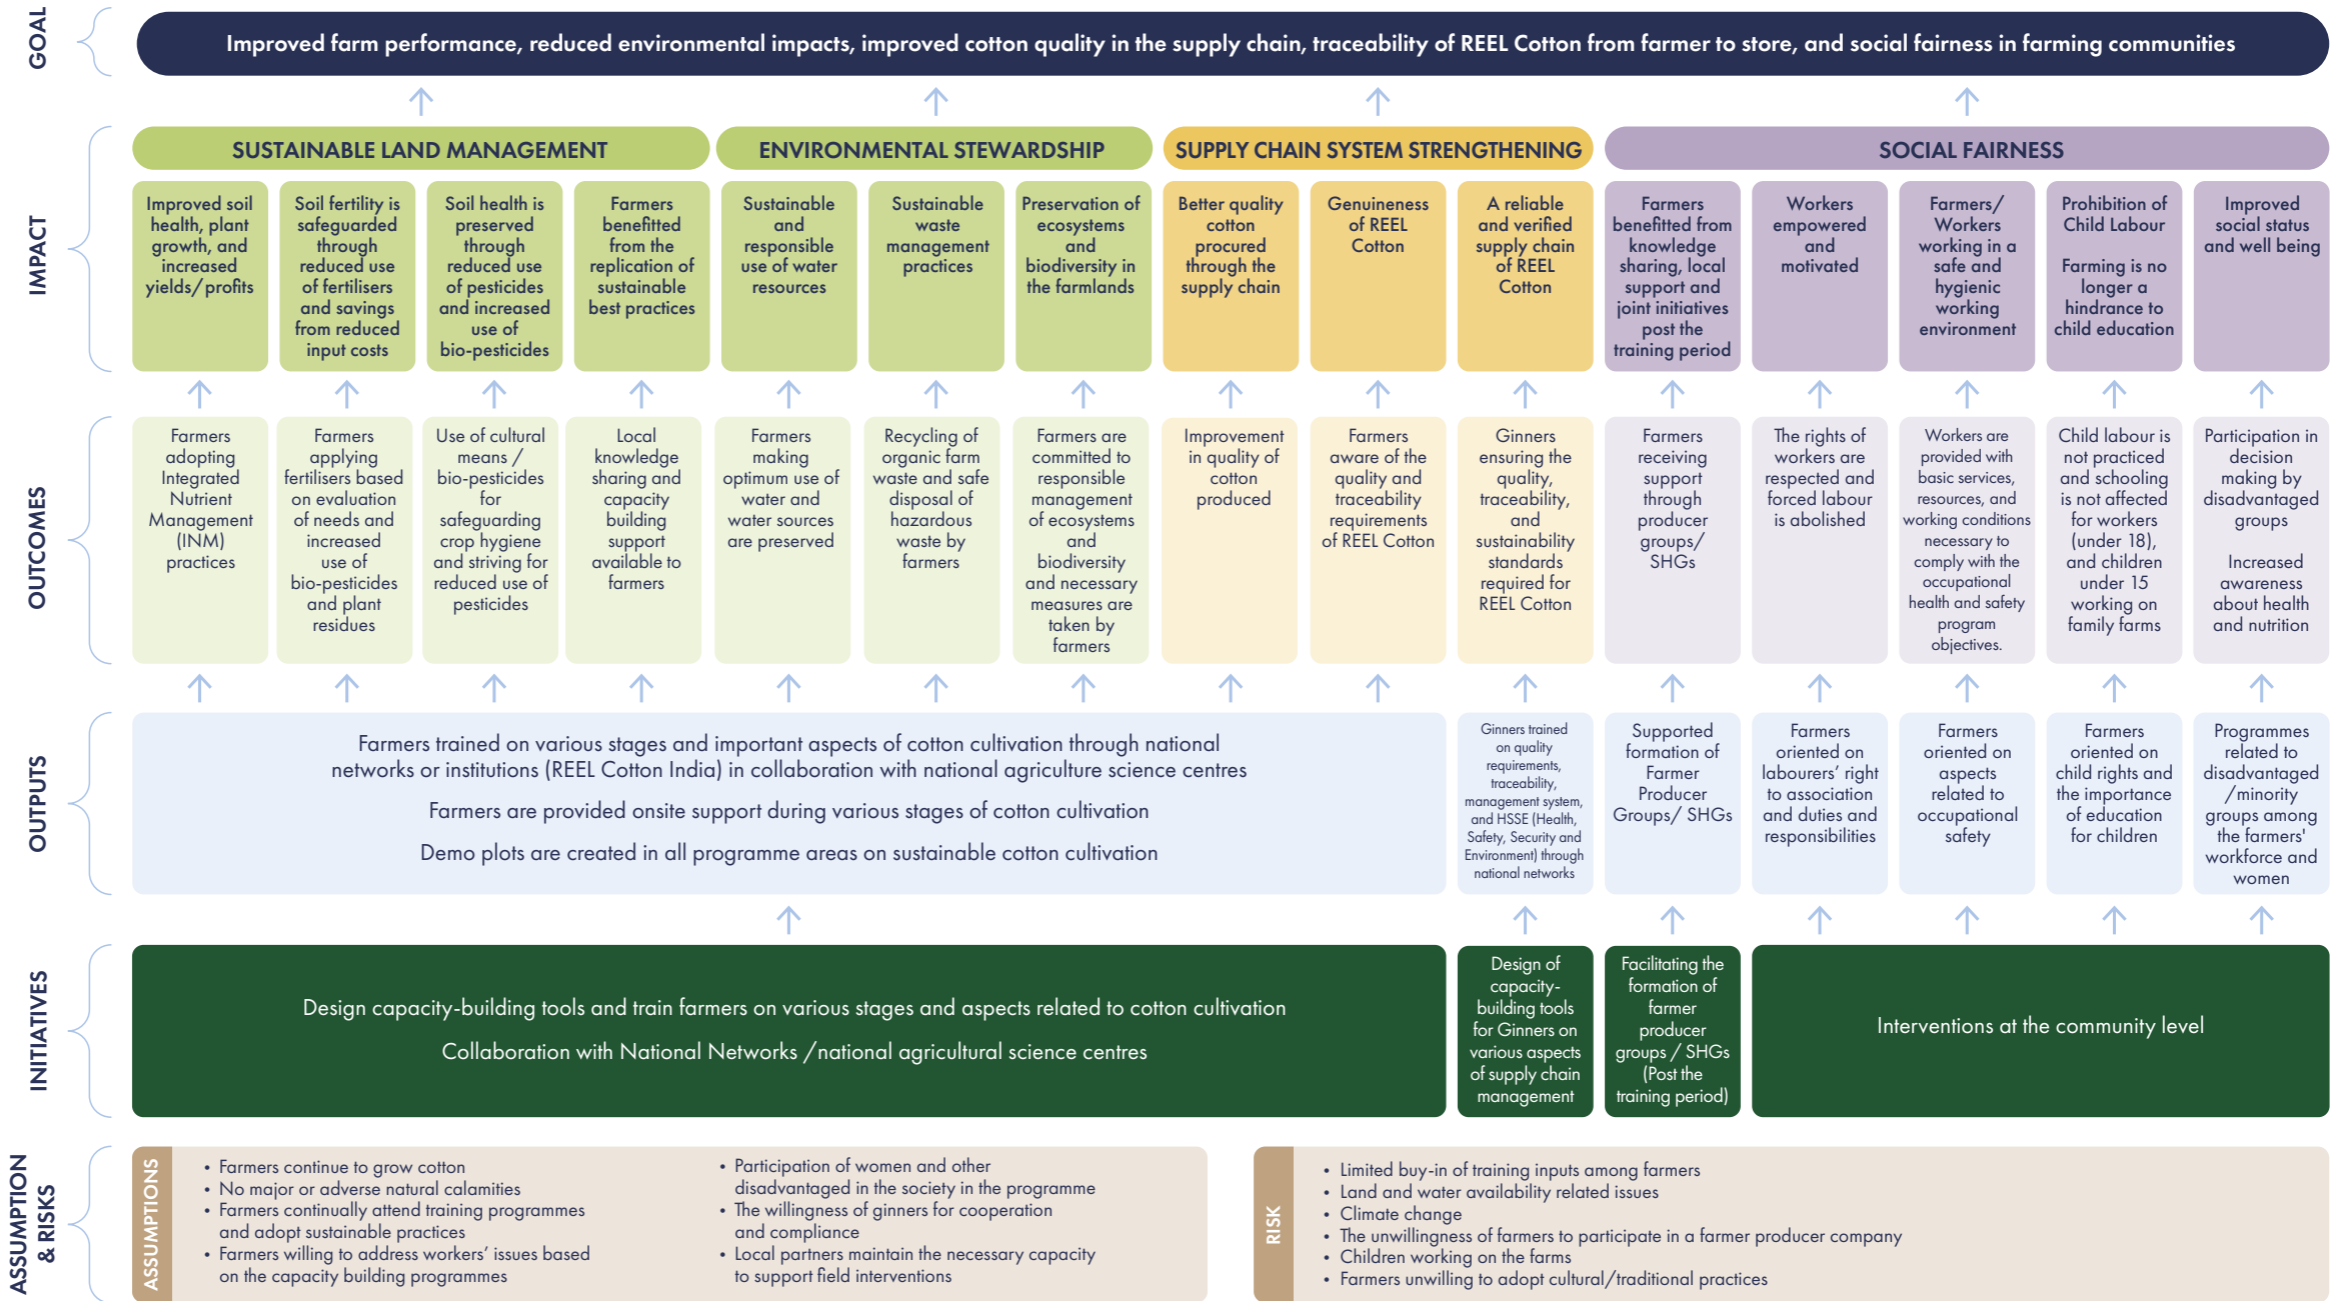 GOAL
Improved farm performance, reduced environmental impacts, improved cotton quality in the supply chain, traceability of REEL Cotton from farmer to store, and social fairness in farming communities
IMPACT
SUSTAINABLE LAND MANAGEMENT
Improved soil
health, plant
growth, and
increased
yields/profits
Soil fertility is
safeguarded
through
reduced use
of fertilisers
and savings
from reduced
input costs
Soil health is
preserved
through
reduced use
of pesticides
and increased
use of
bio-pesticides
Farmers
benefitted
from the
replication of
sustainable
best practices
ENVIRONMENTAL STEWARDSHIP
Sustainable
and
responsible
use of water
resources
Sustainable
waste
management
practices
Preservation of
ecosystems
and
biodiversity in
the farmlands
SUPPLY CHAIN SYSTEM STRENGTHENING
Better quality
cotton
procured
through the
supply chain
Genuineness
of REEL
Cotton
A reliable
and verified
supply chain
of REEL
Cotton
SOCIAL FAIRNESS
Farmers
benefitted from
knowledge
sharing, local
support and
joint initiatives
post the
training period
Workers
empowered
and
motivated
Farmers/
Workers
working in a
safe and
hygienic
working
environment
Prohibition of
Child Labour
Farming is no
longer a
hindrance to
child education
Improved
social status
and well being
OUTCOMES
Farmers
adopting
Integrated
Nutrient
Management
(INM)
practices
Farmers
applying
fertilisers based
on evaluation
of needs and
increased
use of
bio-pesticides
and plant
residues
Use of cultural
means /
bio-pesticides
for
safeguarding
crop hygiene
and striving for
reduced use of
pesticides
Local
knowledge
sharing and
capacity
building
support
available to
farmers
Farmers
making
optimum use of
water and
water sources
are preserved
Recycling of
organic farm
waste and safe
disposal of
hazardous
waste by
farmers
Farmers are
committed to
responsible
management
of ecosystems
and
biodiversity
and necessary
measures are
taken by
farmers
Improvement
in quality of
cotton
produced
Farmers
aware of the
quality and
traceability
requirements
of REEL Cotton
Ginners
ensuring the
quality,
traceability,
and
sustainability
standards
required for
REEL Cotton
Farmers
receiving
support
through
producer
groups/
SHGs
The rights of
workers are
respected and
forced labour
is abolished
Workers are
provided with
basic services,
resources, and
working conditions
necessary to
comply with the
occupational
health and safety
program
objectives.
Child labour is
not practiced
and schooling
is not affected
for workers
(under 18),
and children
under 15
working on
family farms
Participation in
decision
making by
disadvantaged
groups
Increased
awareness
about health
and nutrition
OUTPUTS
Farmers trained on various stages and important aspects of cotton cultivation through national
networks or institutions (REEL Cotton India) in collaboration with national agriculture science centres
Farmers are provided onsite support during various stages of cotton cultivation
Demo plots are created in all programme areas on sustainable cotton cultivation
Ginners trained
on quality
requirements,
traceability,
management system,
and HSSE (Health,
Safety, Security and
Environment) through
national networks
Supported
formation of
Farmer
Producer
Groups/ SHGs
Farmers
oriented on
labourers’ right
to association
and duties and
responsibilities
Farmers
oriented on
aspects
related to
occupational
safety
Farmers
oriented on
child rights and
the importance
of education
for children
Programmes
related to
disadvantaged
/minority
groups among
the farmers'
workforce and
women
INITIATIVES
Design capacity-building tools and train farmers on various stages and aspects related to cotton cultivation
Collaboration with National Networks /national agricultural science centres
Design of
capacity-
building tools
for Ginners on
various aspects
of supply chain
management
Facilitating the
formation of
farmer
producer
groups / SHGs
(Post the
training period)
Interventions at the community level
ASSUMPTION
& RISKS
ASSUMPTIONS
• Farmers continue to grow cotton
• No major or adverse natural calamities
• Farmers continually attend training programmes
and adopt sustainable practices
• Farmers willing to address workers’ issues based
on the capacity building programmes
• Participation of women and other
disadvantaged in the society in the programme
• The willingness of ginners for cooperation
and compliance
• Local partners maintain the necessary capacity
to support field interventions
RISK
• Limited buy-in of training inputs among farmers
• Land and water availability related issues
• Climate change
• The unwillingness of farmers to participate in a farmer producer company
• Children working on the farms
• Farmers unwilling to adopt cultural/traditional practices